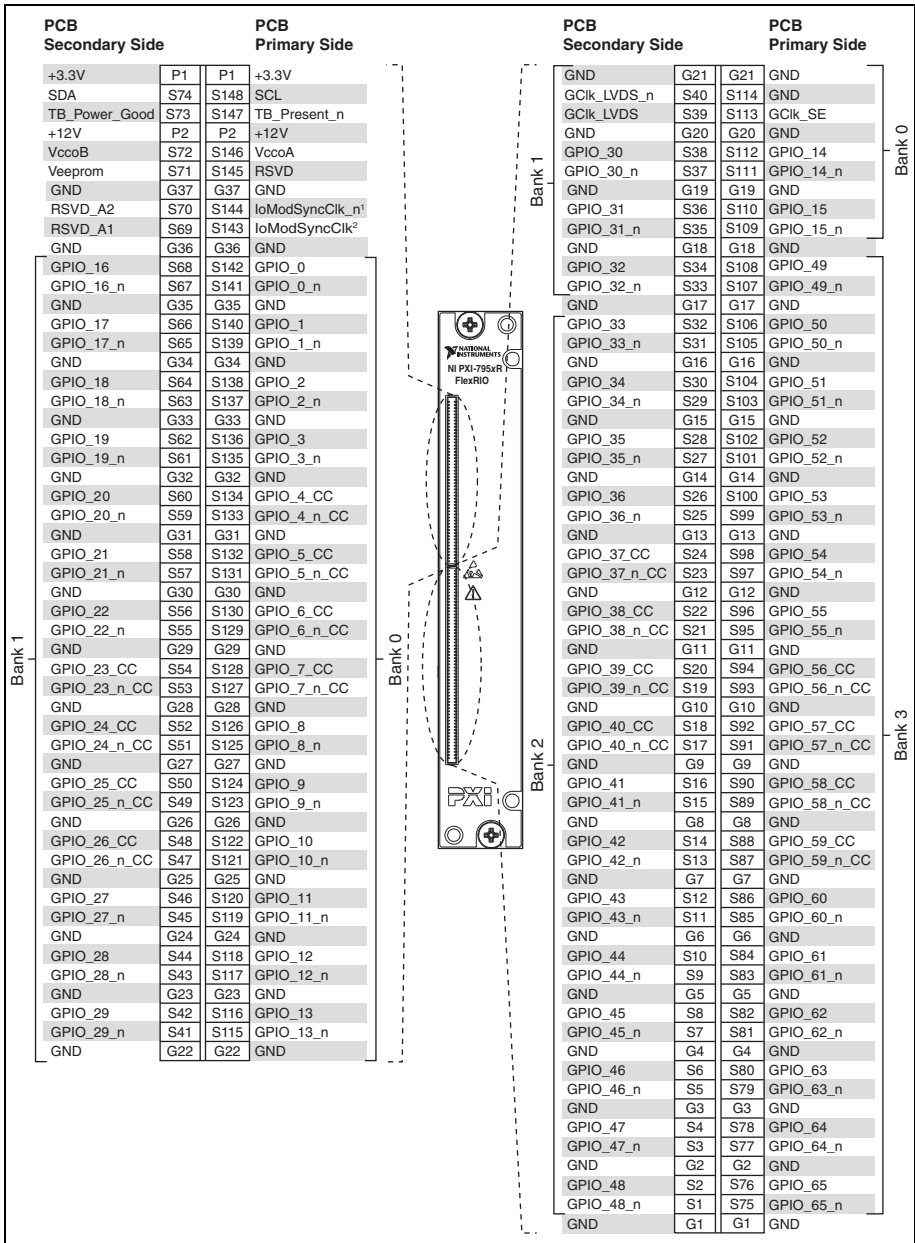 PCB Secondary Side PCB Primary Side
+3.3V P1 P1 +3.3V
SDA S74 S148 SCL
TB_Power_Good S73 S147 TB_Present_n
+12V P2 P2 +12V
VccoB S72 S146 VccoA
Veeprom S71 S145 RSVD
GND G37 G37 GND
RSVD_A2 S70 S144 IoModSyncClk_n¹
RSVD_A1 S69 S143 IoModSyncClk²
GND G36 G36 GND
GPIO_16 S68 S142 GPIO_0
GPIO_16_n S67 S141 GPIO_0_n
GND G35 G35 GND
GPIO_17 S66 S140 GPIO_1
GPIO_17_n S65 S139 GPIO_1_n
GND G34 G34 GND
GPIO_18 S64 S138 GPIO_2
GPIO_18_n S63 S137 GPIO_2_n
GND G33 G33 GND
GPIO_19 S62 S136 GPIO_3
GPIO_19_n S61 S135 GPIO_3_n
GND G32 G32 GND
GPIO_20 S60 S134 GPIO_4_CC
GPIO_20_n S59 S133 GPIO_4_n_CC
GND G31 G31 GND
GPIO_21 S58 S132 GPIO_5_CC
GPIO_21_n S57 S131 GPIO_5_n_CC
GND G30 G30 GND
GPIO_22 S56 S130 GPIO_6_CC
GPIO_22_n S55 S129 GPIO_6_n_CC
GND G29 G29 GND
GPIO_23_CC S54 S128 GPIO_7_CC
GPIO_23_n_CC S53 S127 GPIO_7_n_CC
GND G28 G28 GND
GPIO_24_CC S52 S126 GPIO_8
GPIO_24_n_CC S51 S125 GPIO_8_n
GND G27 G27 GND
GPIO_25_CC S50 S124 GPIO_9
GPIO_25_n_CC S49 S123 GPIO_9_n
GND G26 G26 GND
GPIO_26_CC S48 S122 GPIO_10
GPIO_26_n_CC S47 S121 GPIO_10_n
GND G25 G25 GND
GPIO_27 S46 S120 GPIO_11
GPIO_27_n S45 S119 GPIO_11_n
GND G24 G24 GND
GPIO_28 S44 S118 GPIO_12
GPIO_28_n S43 S117 GPIO_12_n
GND G23 G23 GND
GPIO_29 S42 S116 GPIO_13
GPIO_29_n S41 S115 GPIO_13_n
GND G22 G22 GND
Bank 1
Bank 0
NATIONAL INSTRUMENTS
NI PXI-795xR
FlexRIO
PXI
PCB Secondary Side PCB Primary Side
GND G21 G21 GND
GClk_LVDS_n S40 S114 GND
GClk_LVDS S39 S113 GClk_SE
GND G20 G20 GND
GPIO_30 S38 S112 GPIO_14
GPIO_30_n S37 S111 GPIO_14_n
GND G19 G19 GND
GPIO_31 S36 S110 GPIO_15
GPIO_31_n S35 S109 GPIO_15_n
GND G18 G18 GND
GPIO_32 S34 S108 GPIO_49
GPIO_32_n S33 S107 GPIO_49_n
GND G17 G17 GND
GPIO_33 S32 S106 GPIO_50
GPIO_33_n S31 S105 GPIO_50_n
GND G16 G16 GND
GPIO_34 S30 S104 GPIO_51
GPIO_34_n S29 S103 GPIO_51_n
GND G15 G15 GND
GPIO_35 S28 S102 GPIO_52
GPIO_35_n S27 S101 GPIO_52_n
GND G14 G14 GND
GPIO_36 S26 S100 GPIO_53
GPIO_36_n S25 S99 GPIO_53_n
GND G13 G13 GND
GPIO_37_CC S24 S98 GPIO_54
GPIO_37_n_CC S23 S97 GPIO_54_n
GND G12 G12 GND
GPIO_38_CC S22 S96 GPIO_55
GPIO_38_n_CC S21 S95 GPIO_55_n
GND G11 G11 GND
GPIO_39_CC S20 S94 GPIO_56_CC
GPIO_39_n_CC S19 S93 GPIO_56_n_CC
GND G10 G10 GND
GPIO_40_CC S18 S92 GPIO_57_CC
GPIO_40_n_CC S17 S91 GPIO_57_n_CC
GND G9 G9 GND
GPIO_41 S16 S90 GPIO_58_CC
GPIO_41_n S15 S89 GPIO_58_n_CC
GND G8 G8 GND
GPIO_42 S14 S88 GPIO_59_CC
GPIO_42_n S13 S87 GPIO_59_n_CC
GND G7 G7 GND
GPIO_43 S12 S86 GPIO_60
GPIO_43_n S11 S85 GPIO_60_n
GND G6 G6 GND
GPIO_44 S10 S84 GPIO_61
GPIO_44_n S9 S83 GPIO_61_n
GND G5 G5 GND
GPIO_45 S8 S82 GPIO_62
GPIO_45_n S7 S81 GPIO_62_n
GND G4 G4 GND
GPIO_46 S6 S80 GPIO_63
GPIO_46_n S5 S79 GPIO_63_n
GND G3 G3 GND
GPIO_47 S4 S78 GPIO_64
GPIO_47_n S3 S77 GPIO_64_n
GND G2 G2 GND
GPIO_48 S2 S76 GPIO_65
GPIO_48_n S1 S75 GPIO_65_n
GND G1 G1 GND
Bank 1
Bank 0
Bank 2
Bank 3